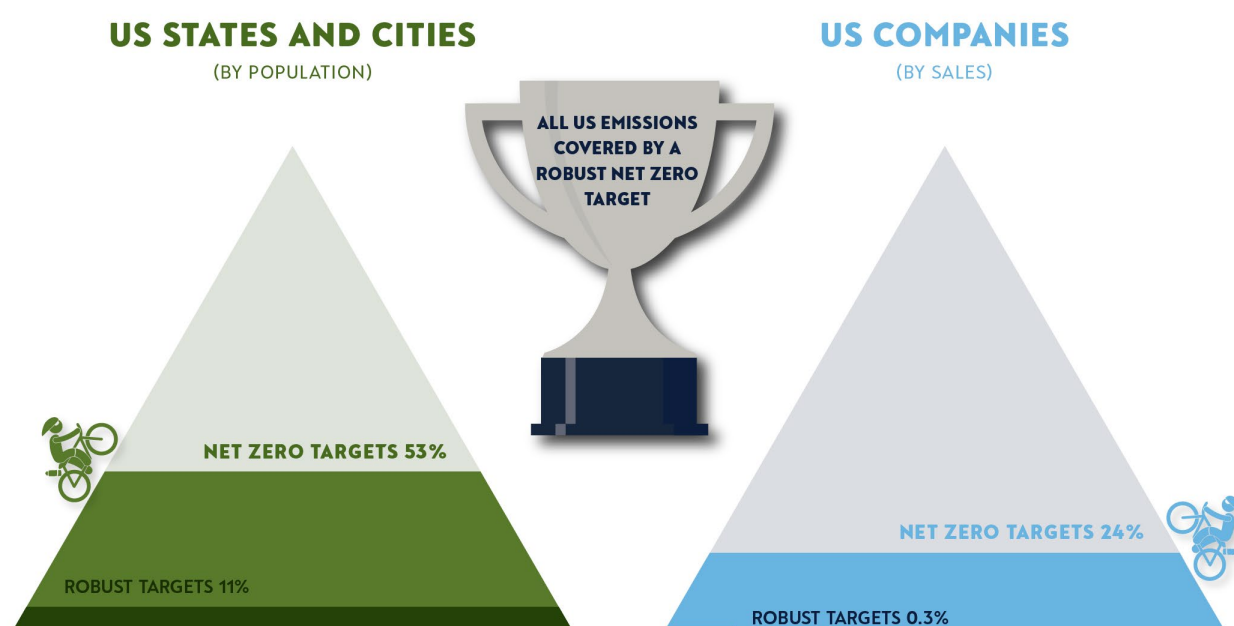 US STATES AND CITIES
(BY POPULATION)
US COMPANIES
(BY SALES)
ALL US EMISSIONS
COVERED BY A
ROBUST NET ZERO
TARGET
NET ZERO TARGETS 53%
ROBUST TARGETS 11%
NET ZERO TARGETS 24%
ROBUST TARGETS 0.3%